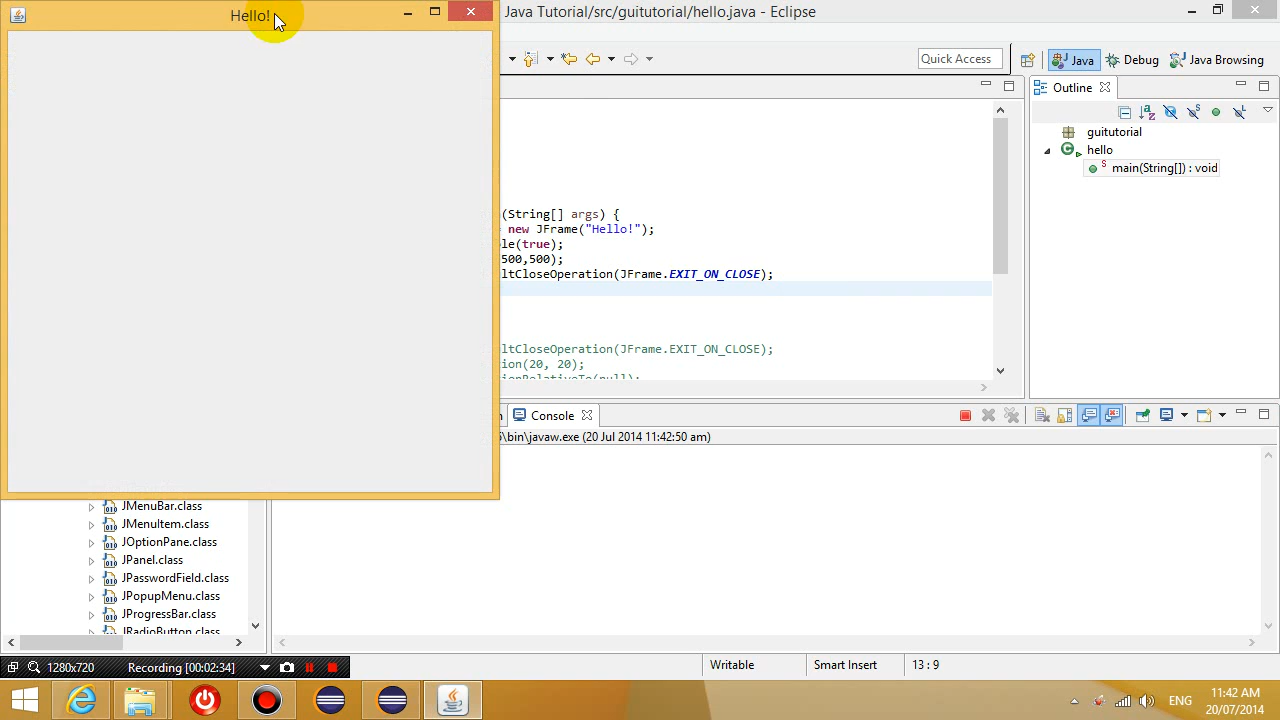 Hello!
Java Tutorial/src/guitutorial/hello.java - Eclipse
Quick Access
Java
Debug
Java Browsing
Outline
guitutorial
hello
main(String[]) : void
(String[] args) {
= new JFrame("Hello!");
le(true);
500,500);
ltCloseOperation(JFrame.EXIT_ON_CLOSE);
ltCloseOperation(JFrame.EXIT_ON_CLOSE);
ion(20, 20);
ionRelativeTo(null);
Console
\bin\javaw.exe (20 Jul 2014 11:42:50 am)
JMenuBar.class
JMenuItem.class
JOptionPane.class
JPanel.class
JPasswordField.class
JPopupMenu.class
JProgressBar.class
JRadioButton.class
1280x720
Recording [00:02:34]
Writable
Smart Insert
13 : 9
ENG
11:42 AM
20/07/2014